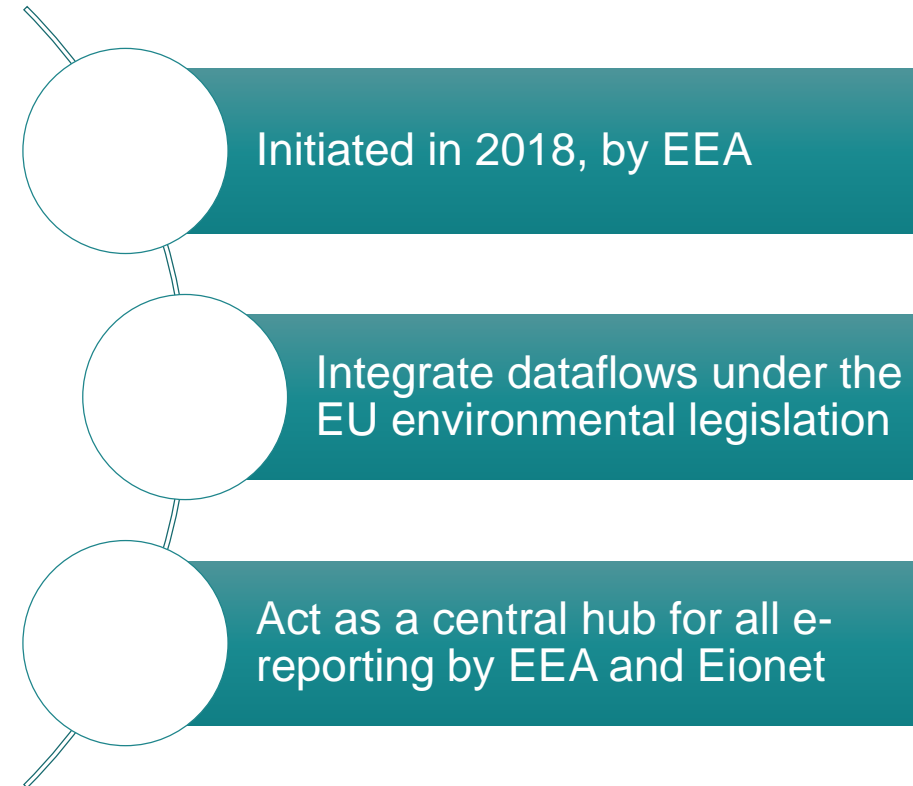 Initiated in 2018, by EEA
Integrate dataflows under the
EU environmental legislation
Act as a central hub for all e-
reporting by EEA and Eionet